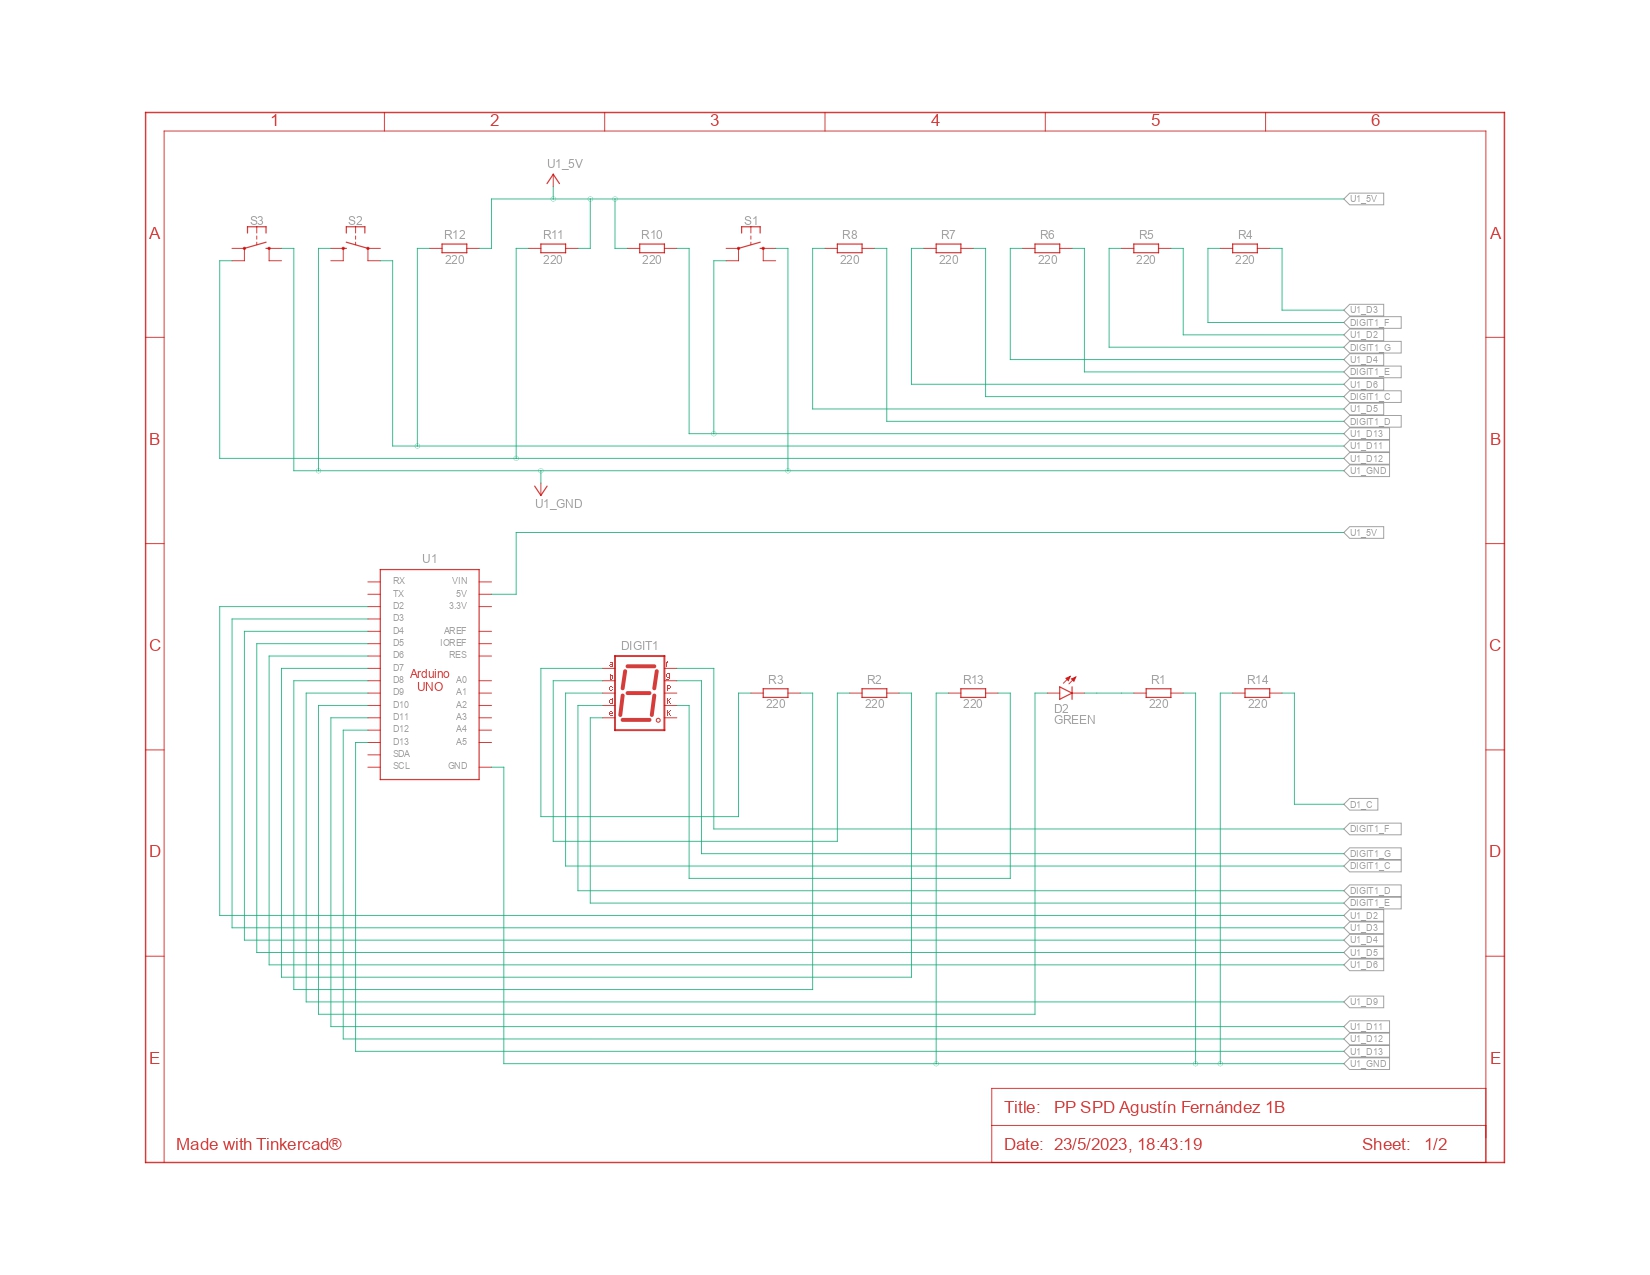 1 2 3 4 5 6
U1_5V
U1_5V
A A
S3 S2 R12 R11 R10 S1 R8 R7 R6 R5 R4
220 220 220 220 220 220 220 220
U1_D3
DIGIT1_F
U1_D2
DIGIT1_G
U1_D4
DIGIT1_E
U1_D6
DIGIT1_C
U1_D5
DIGIT1_D
U1_D13
B B
U1_D11
U1_D12
U1_GND
U1_GND
U1_5V
U1
RX VIN
TX 5V
D2 3.3V
D3
D4 AREF
D5 IOREF
D6 RES
D7
D8 A0
D9 A1
D10 A2
D11 A3
D12 A4
D13 A5
SDA
SCL GND
Arduino
UNO
C C
DIGIT1
a f
b g
c P
d K
e K
R3 R2 R13 R1 R14
220 220 220 220 220
D2
GREEN
D1_C
DIGIT1_F
D D
DIGIT1_G
DIGIT1_C
DIGIT1_D
DIGIT1_E
U1_D2
U1_D3
U1_D4
U1_D5
U1_D6
U1_D9
U1_D11
U1_D12
U1_D13
U1_GND
E E
Title: PP SPD Agustín Fernández 1B
Made with Tinkercad®
Date: 23/5/2023, 18:43:19 Sheet: 1/2